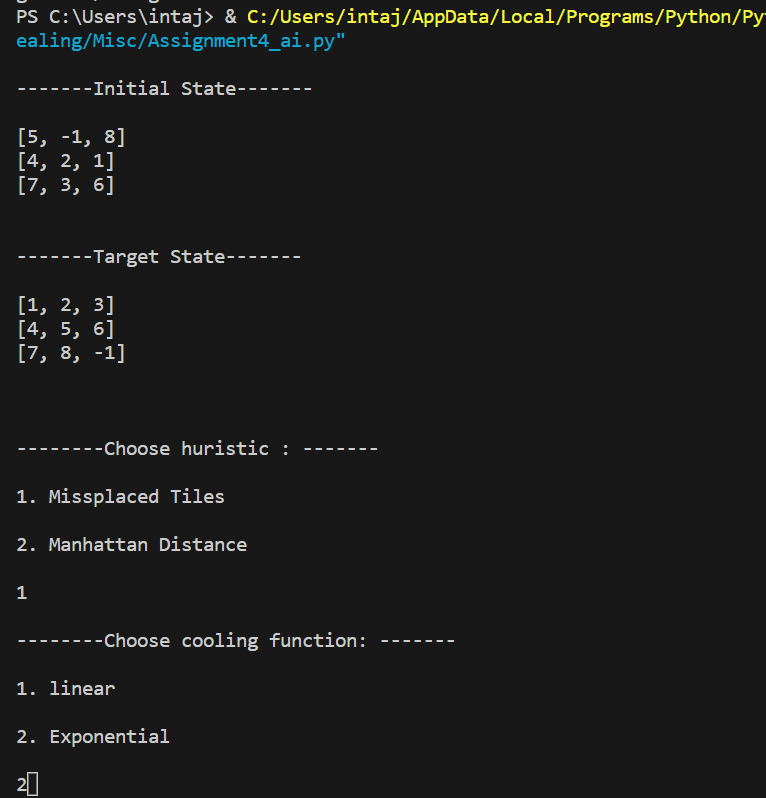 PS C:\Users\intaj> & C:/Users/intaj/AppData/Local/Programs/Python/Py
ealing/Misc/Assignment4_ai.py"
-------Initial State-------
[5, -1, 8]
[4, 2, 1]
[7, 3, 6]
-------Target State-------
[1, 2, 3]
[4, 5, 6]
[7, 8, -1]
--------Choose huristic : -------
1. Missplaced Tiles
2. Manhattan Distance
1
--------Choose cooling function: -------
1. linear
2. Exponential
2